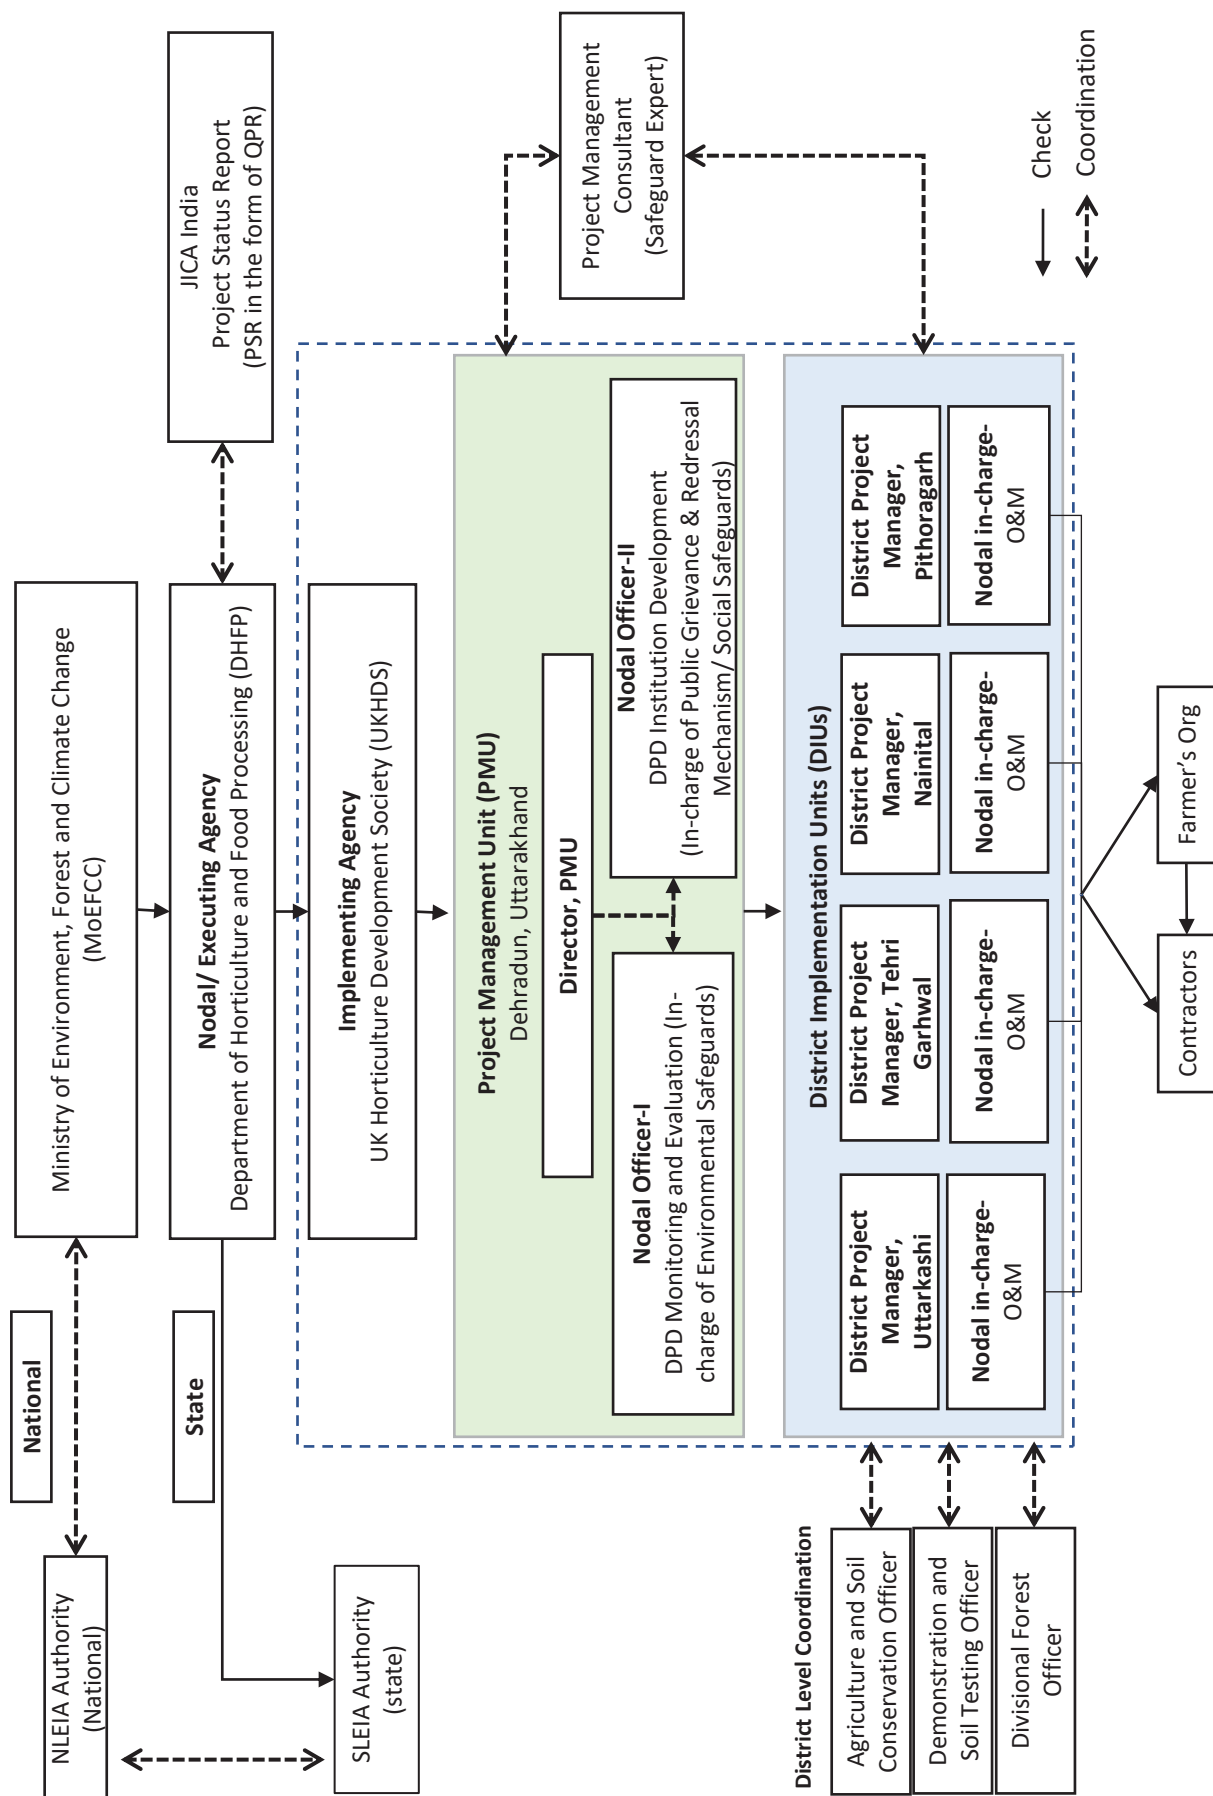 National
NLEIA Authority
(National)
Ministry of Environment, Forest and Climate Change
(MoEFCC)
State
SLEIA Authority
(state)
Nodal/ Executing Agency
Department of Horticulture and Food Processing (DHFP)
JICA India
Project Status Report
(PSR in the form of QPR)
Implementing Agency
UK Horticulture Development Society (UKHDS)
Project Management Unit (PMU)
Dehradun, Uttarakhand
Director, PMU
Nodal Officer-I
DPD Monitoring and Evaluation (In-
charge of Environmental Safeguards)
Nodal Officer-II
DPD Institution Development
(In-charge of Public Grievance & Redressal
Mechanism/ Social Safeguards)
Project Management
Consultant
(Safeguard Expert)
District Level Coordination
Agriculture and Soil
Conservation Officer
Demonstration and
Soil Testing Officer
Divisional Forest
Officer
District Implementation Units (DIUs)
District Project
Manager,
Uttarkashi
District Project
Manager, Tehri
Garhwal
District Project
Manager,
Nainital
District Project
Manager,
Pithoragarh
Nodal in-charge-
O&M
Nodal in-charge-
O&M
Nodal in-charge-
O&M
Nodal in-charge-
O&M
Contractors
Farmer’s Org
Check
Coordination